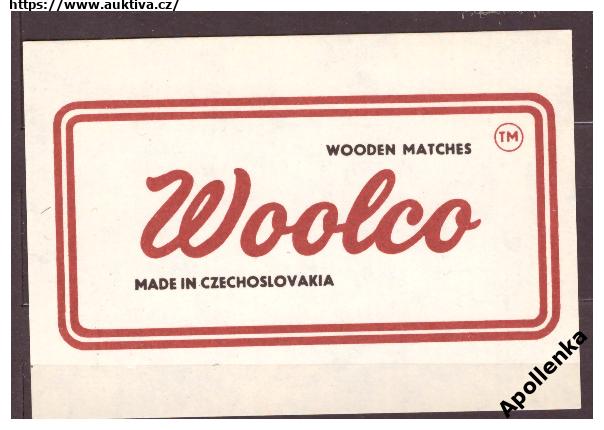 https://www.auktiva.cz/
WOODEN MATCHES
TM
Woolco
MADE IN CZECHOSLOVAKIA
Apollenka